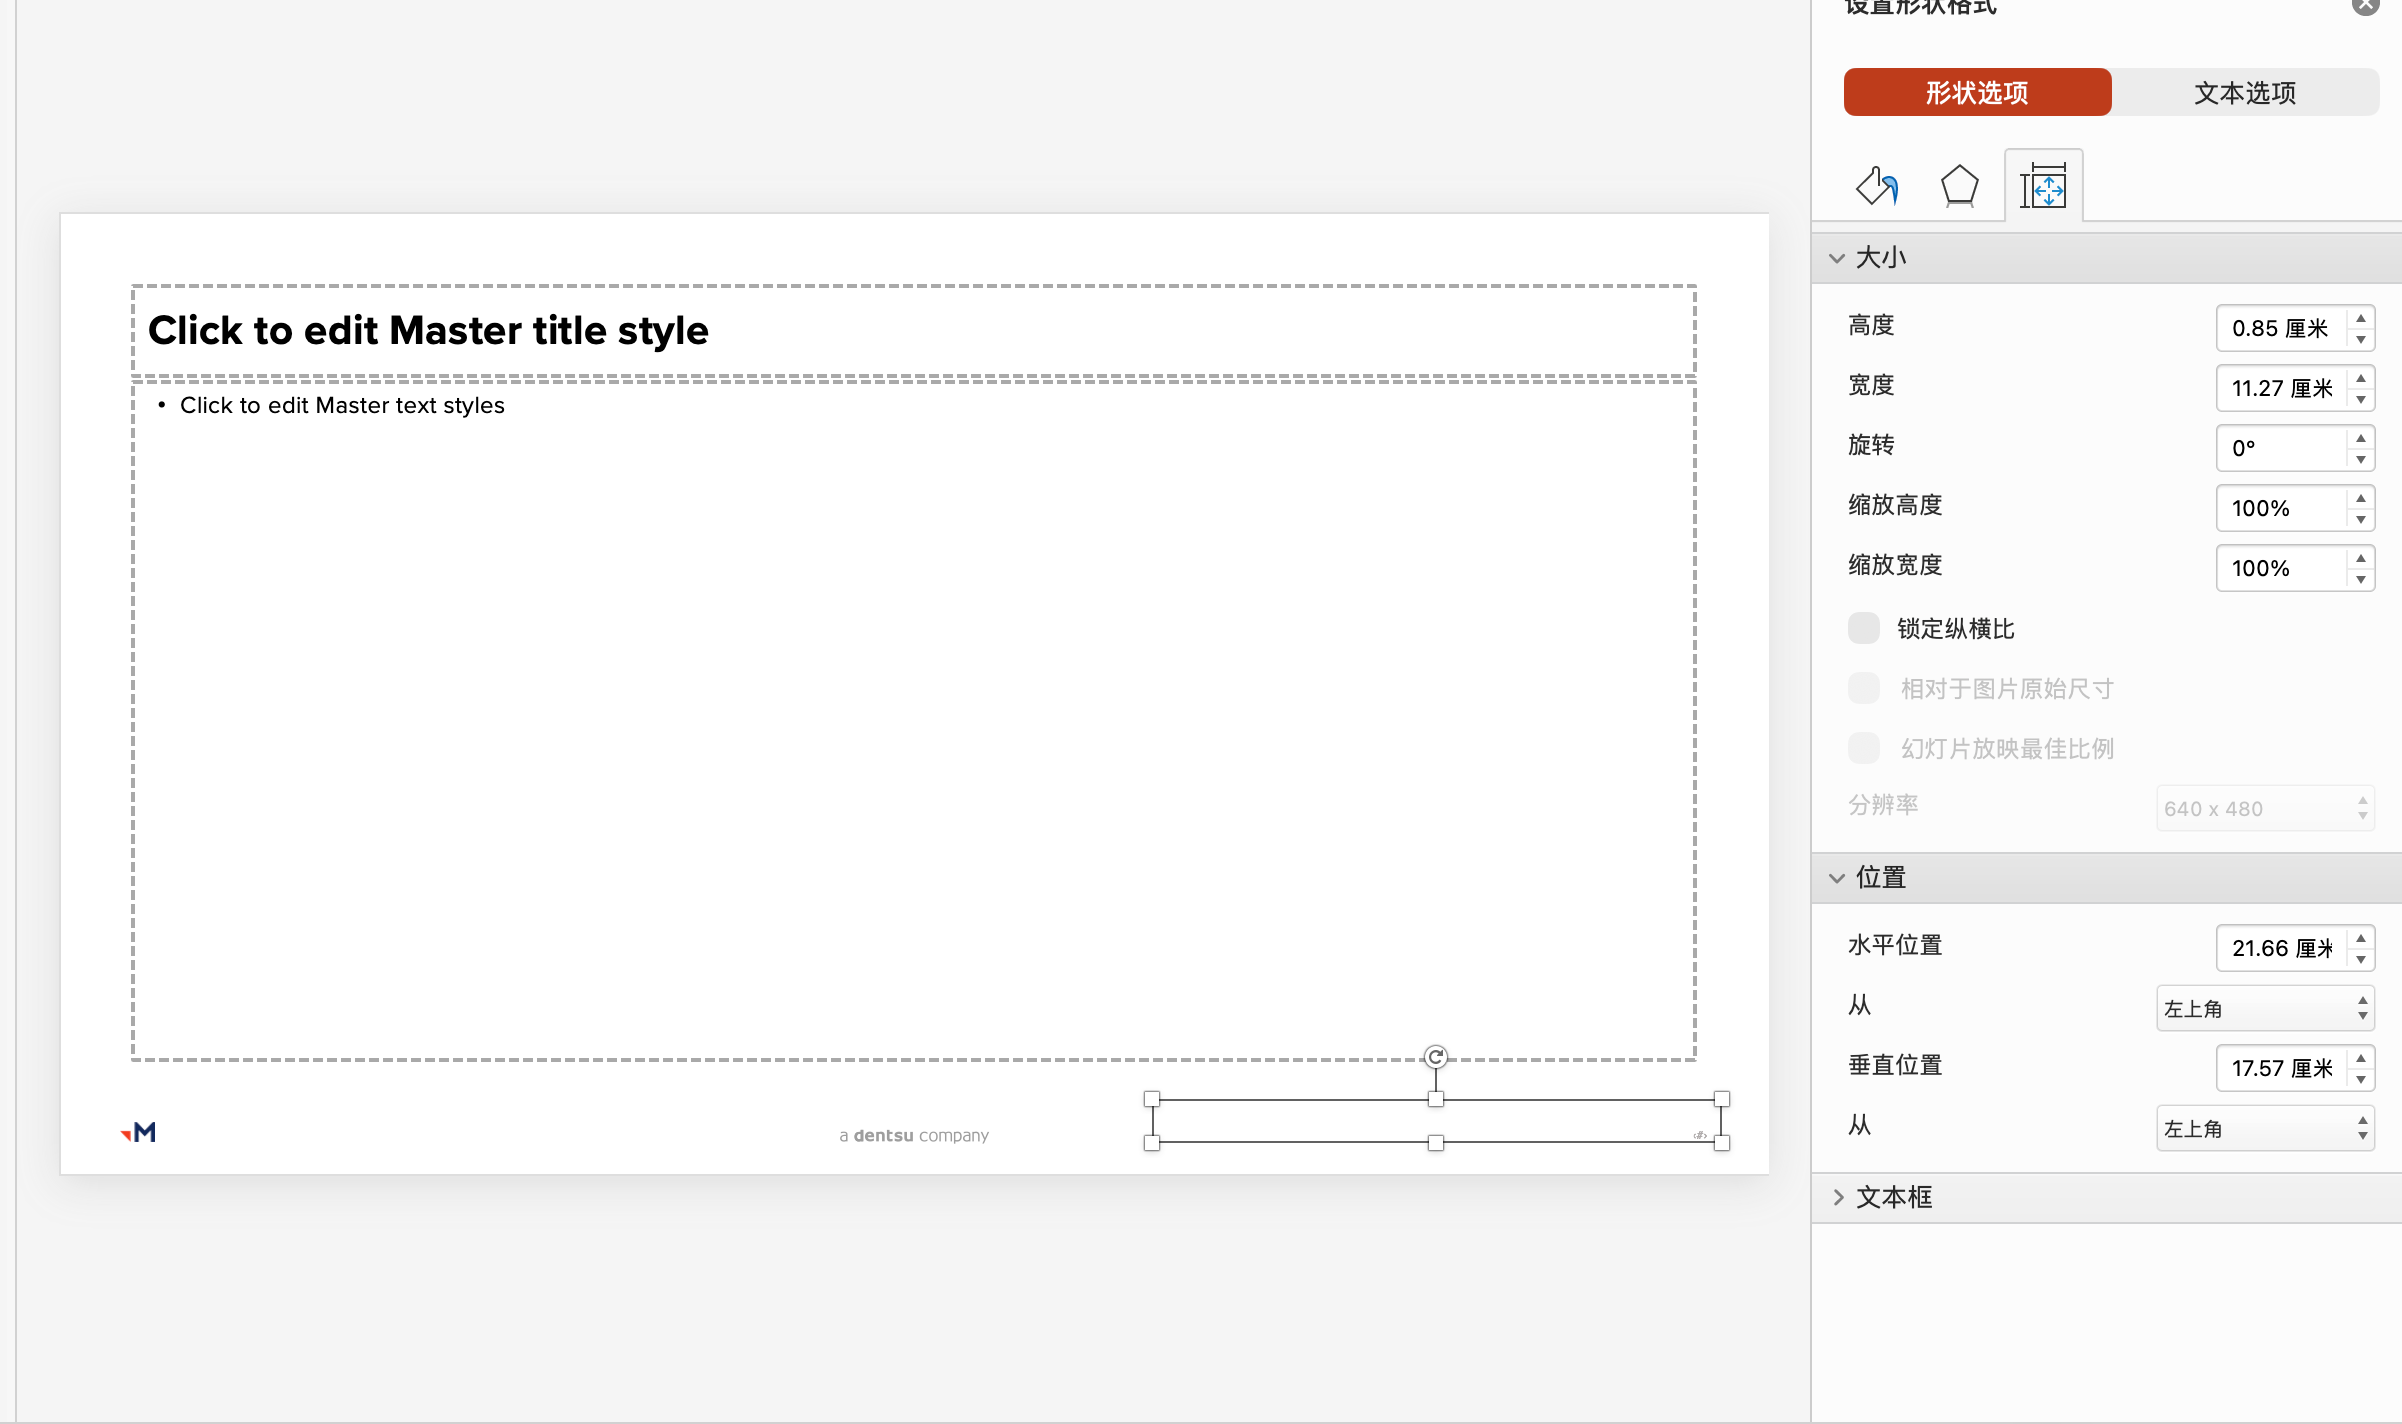 设置形状格式
形状选项
文本选项
大小
高度
0.85 厘米
宽度
11.27 厘米
旋转
0°
缩放高度
100%
缩放宽度
100%
锁定纵横比
相对于图片原始尺寸
幻灯片放映最佳比例
分辨率
640 x 480
位置
水平位置
21.66 厘米
从
左上角
垂直位置
17.57 厘米
从
左上角
文本框
Click to edit Master title style
• Click to edit Master text styles
M
a dentsu company
‹#›